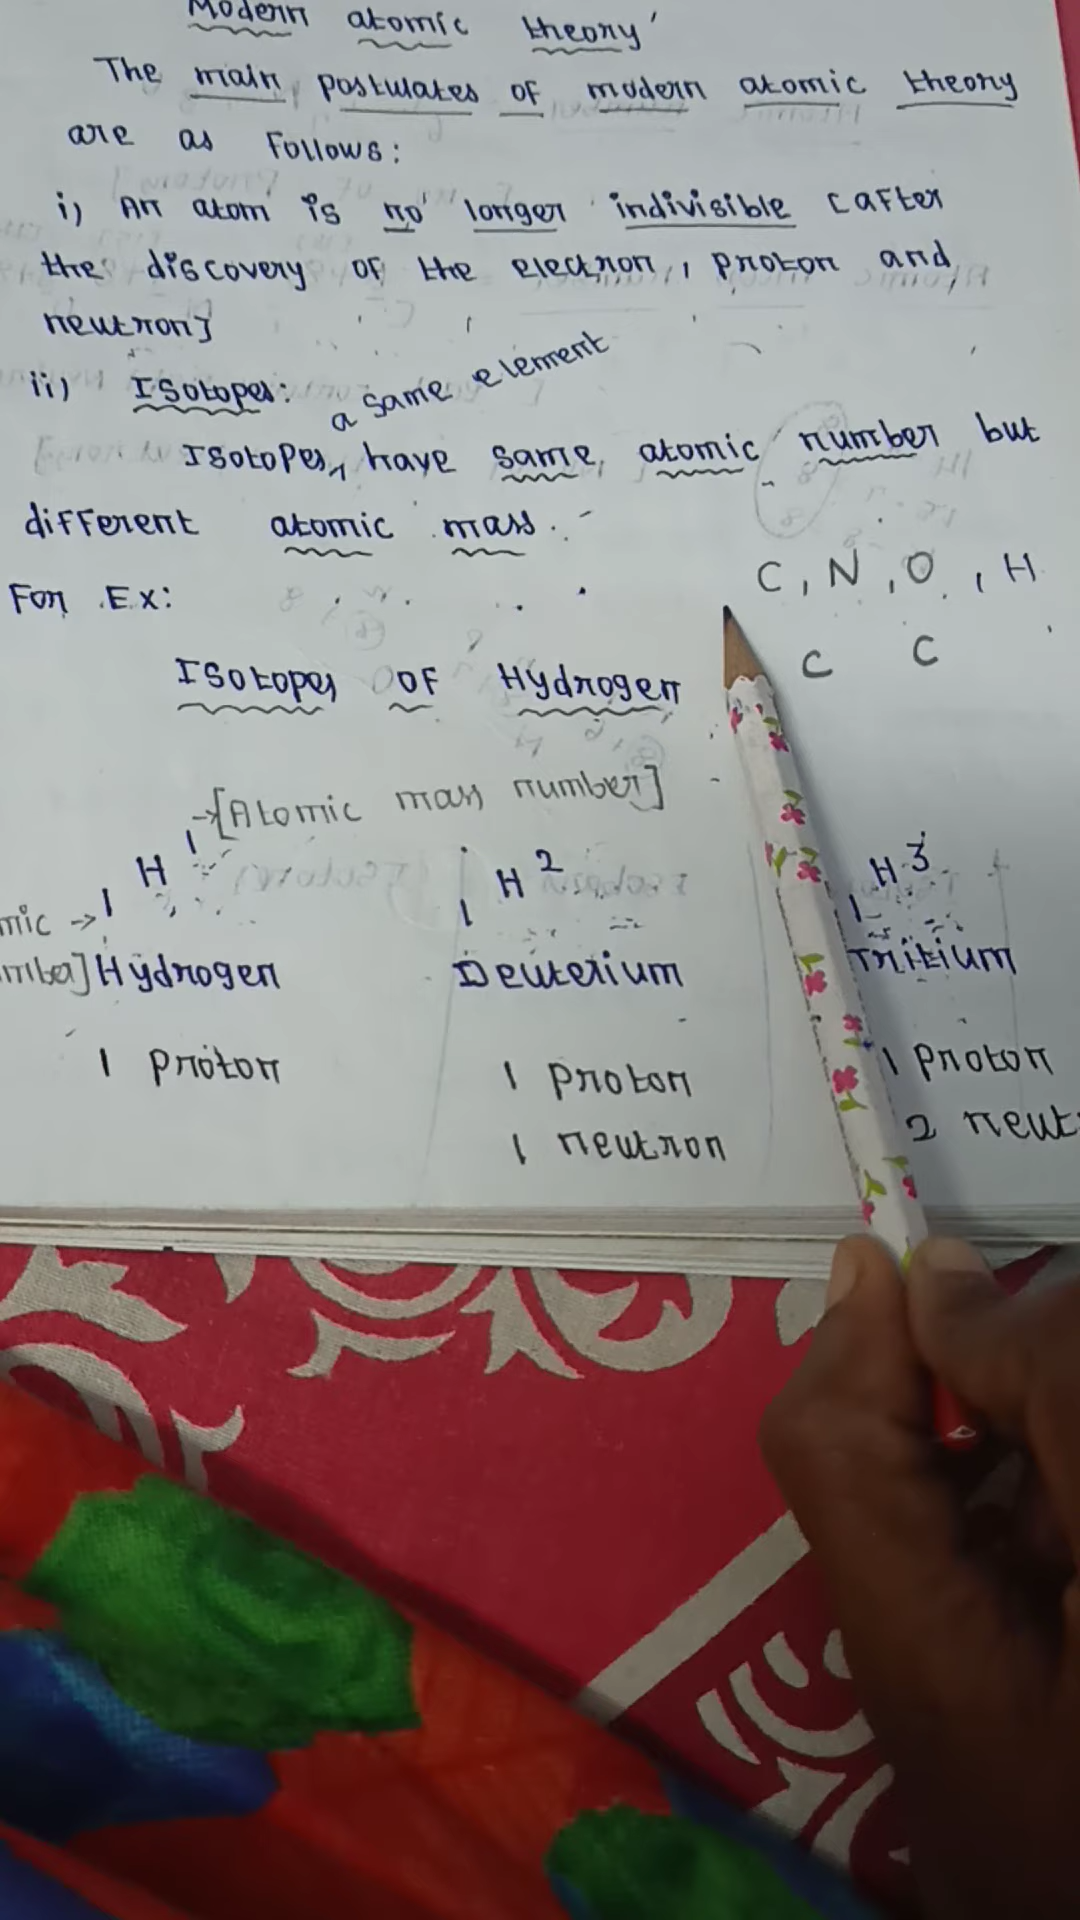 Modern atomic theory
The main postulates of modern atomic theory
are as follows:
i) An atom is no longer indivisible [after
the discovery of the electron, proton and
neutron]
ii) Isotopes:
a same element
Isotopes, have same atomic number but
different atomic mass.
For Ex:
C, N, O, H
C C
Isotopes of Hydrogen
→[Atomic mass number]
1 H 1
1 H 2
1 H 3
→
Hydrogen Deuterium Tritium
1 proton 1 proton 1 proton
1 neutron 2 neut